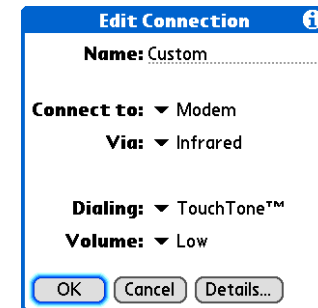 Edit Connection
Name: Custom
Connect to: Modem
Via: Infrared
Dialing: TouchTone™
Volume: Low
OK Cancel Details...